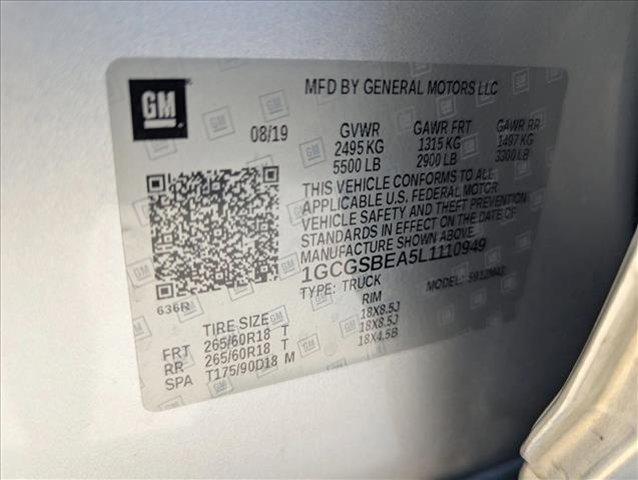 GM
MFD BY GENERAL MOTORS LLC
08/19 GVWR GAWR FRT GAWR RR
2495 KG 1315 KG 1497 KG
5500 LB 2900 LB 3300 LB
THIS VEHICLE CONFORMS TO ALL
APPLICABLE U.S. FEDERAL MOTOR
VEHICLE SAFETY AND THEFT PREVENTION
STANDARDS IN EFFECT ON THE DATE OF
MANUFACTURE SHOWN ABOVE.
1GCGSBEA5L1110949
TYPE: TRUCK MODEL:
636R
TIRE SIZE RIM
FRT 265/60R18 T 18X8.5J
RR 265/60R18 T 18X8.5J
SPA T175/90D18 M 18X4.5B